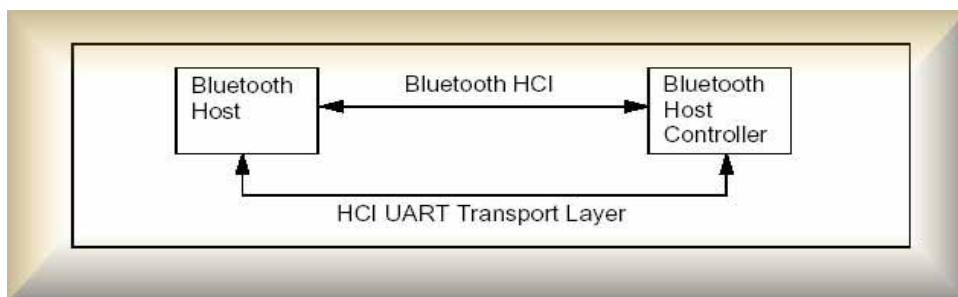 Bluetooth
Host
Bluetooth HCI
Bluetooth
Host
Controller
HCI UART Transport Layer